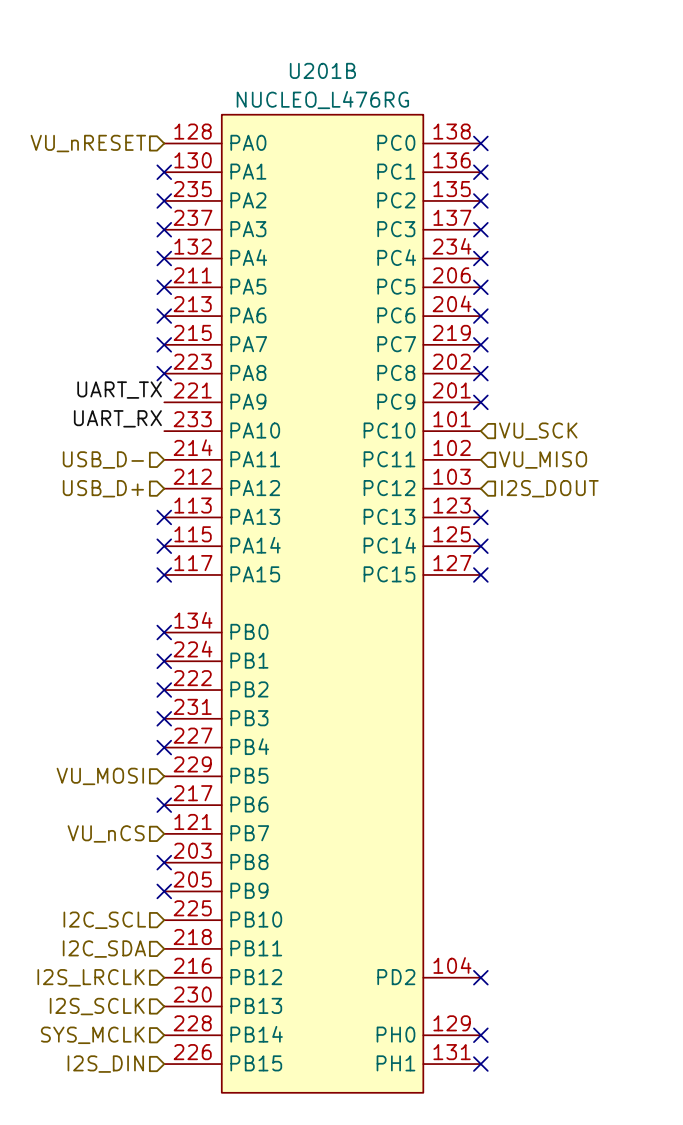 U201B
NUCLEO_L476RG
VU_nRESET 128 PA0 PC0 138
130 PA1 PC1 136
235 PA2 PC2 135
237 PA3 PC3 137
132 PA4 PC4 234
211 PA5 PC5 206
213 PA6 PC6 204
215 PA7 PC7 219
223 PA8 PC8 202
UART_TX 221 PA9 PC9 201
UART_RX 233 PA10 PC10 101 VU_SCK
USB_D- 214 PA11 PC11 102 VU_MISO
USB_D+ 212 PA12 PC12 103 I2S_DOUT
113 PA13 PC13 123
115 PA14 PC14 125
117 PA15 PC15 127
134 PB0
224 PB1
222 PB2
231 PB3
227 PB4
VU_MOSI 229 PB5
217 PB6
VU_nCS 121 PB7
203 PB8
205 PB9
I2C_SCL 225 PB10
I2C_SDA 218 PB11
I2S_LRCLK 216 PB12 PD2 104
I2S_SCLK 230 PB13
SYS_MCLK 228 PB14 PH0 129
I2S_DIN 226 PB15 PH1 131